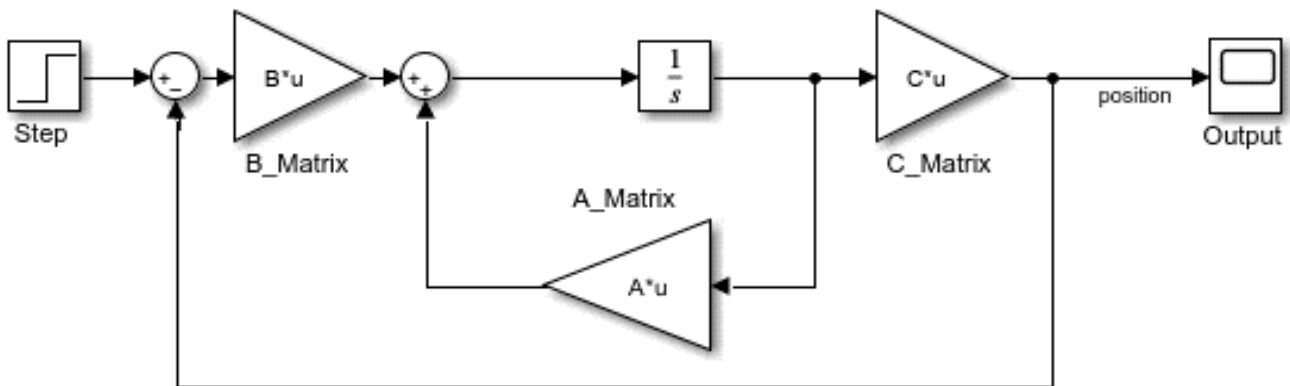 Step
+
−
B*u
B_Matrix
+
+
1
s
C*u
C_Matrix
position
Output
A_Matrix
A*u